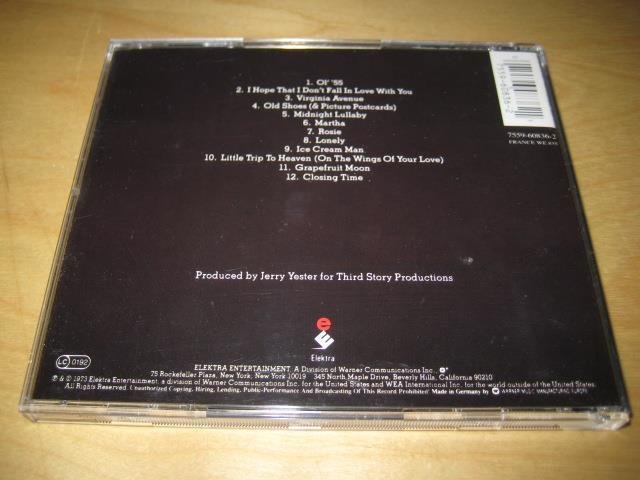 1. Ol' '55
2. I Hope That I Don't Fall In Love With You
3. Virginia Avenue
4. Old Shoes (& Picture Postcards)
5. Midnight Lullaby
6. Martha
7. Rosie
8. Lonely
9. Ice Cream Man
10. Little Trip To Heaven (On The Wings Of Your Love)
11. Grapefruit Moon
12. Closing Time
7559-60836-2
FRANCE WE
Produced by Jerry Yester for Third Story Productions
Elektra
LC 0192
ELEKTRA ENTERTAINMENT, A Division of Warner Communications Inc.,
75 Rockefeller Plaza, New York, New York 10019 345 North Maple Drive, Beverly Hills, California 90210
℗ & © 1973 Elektra Entertainment, a division of Warner Communications Inc. for the United States and WEA International Inc. for the world outside of the United States.
All Rights Reserved. Unauthorized Copying, Hiring, Lending, Public-Performance And Broadcasting Of This Record Prohibited! Made in Germany by WARNER MUSIC MANUFACTURING EUROPE